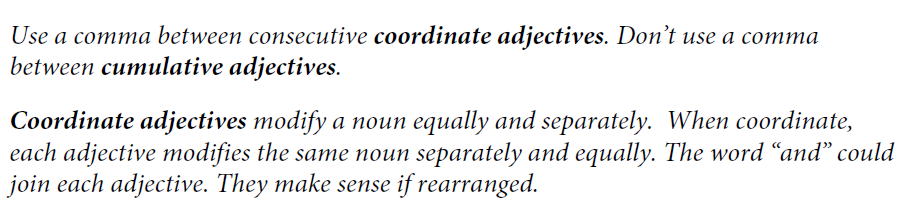 Use a comma between consecutive coordinate adjectives. Don’t use a comma
between cumulative adjectives.
Coordinate adjectives modify a noun equally and separately.  When coordinate,
each adjective modifies the same noun separately and equally. The word “and” could
join each adjective. They make sense if rearranged.